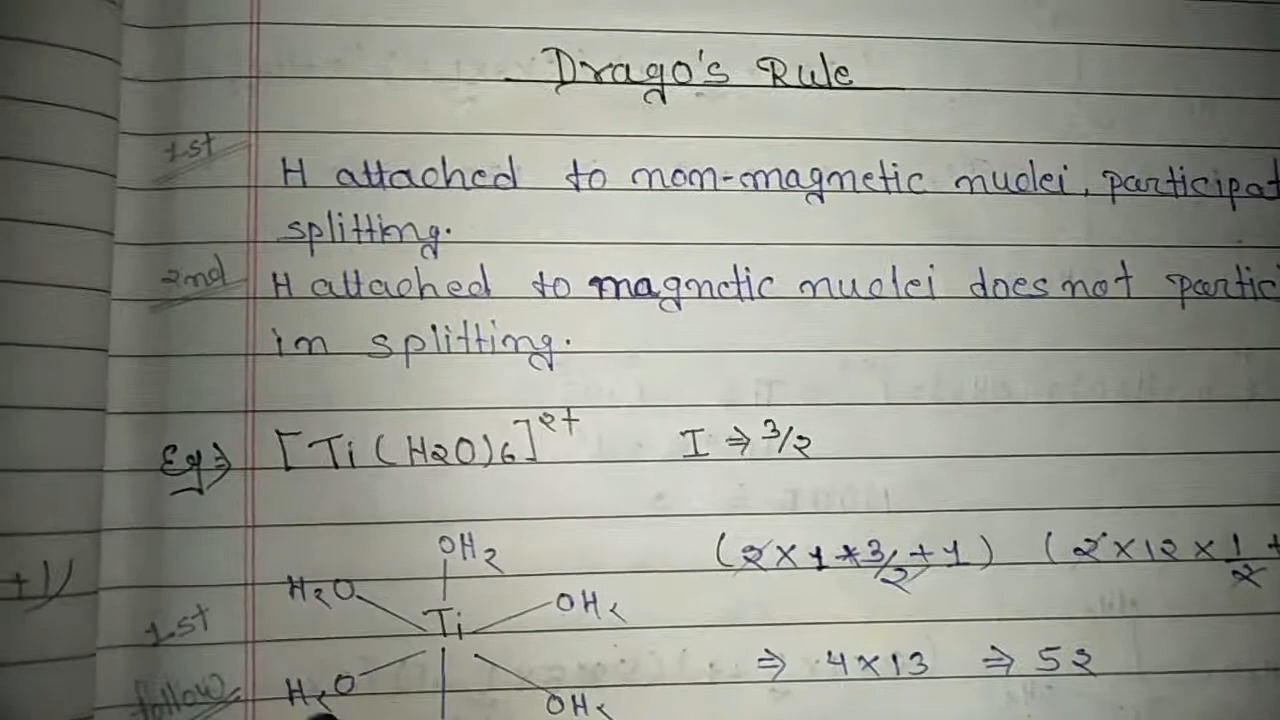 Drago's Rule
1st
H attached to non-magnetic nuclei, participat
splitting.
2nd H attached to magnetic nuclei does not partic
in splitting.
Eg⇒ [Ti(H2O)6]2+ I ⇒ 3/2
OH2 (2×1×3/2+1) (2×12×1/2+
+1)
H2O OH2
1st Ti
⇒ 4×13 ⇒ 52
follow H2O OH2